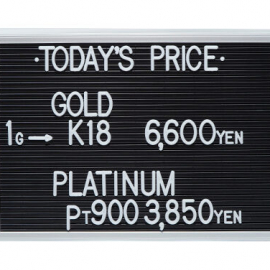 ·TODAY'S PRICE·
GOLD
1G→ K18 6,600YEN
PLATINUM
PT900 3,850YEN